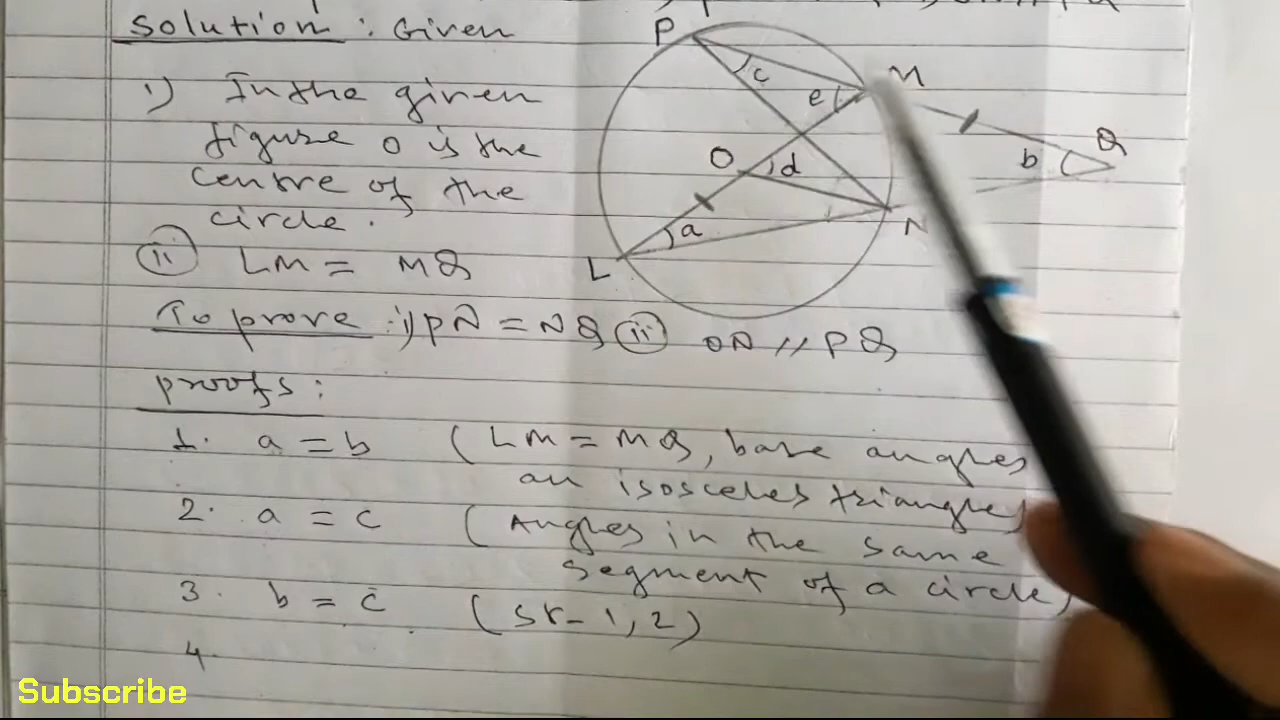 Solution : Given
i) In the given
figure O is the
centre of the
circle.
ii LM = MQ
To prove : i) PN = NQ ii ON // PQ
proofs :
1. a = b ( LM = MQ, base angles
an isosceles triangles
2. a = c ( Angles in the same
segment of a circle)
3. b = c ( Sr- 1, 2 )
4.
P
c
M
e
Q
b
O
d
a
N
L
Subscribe